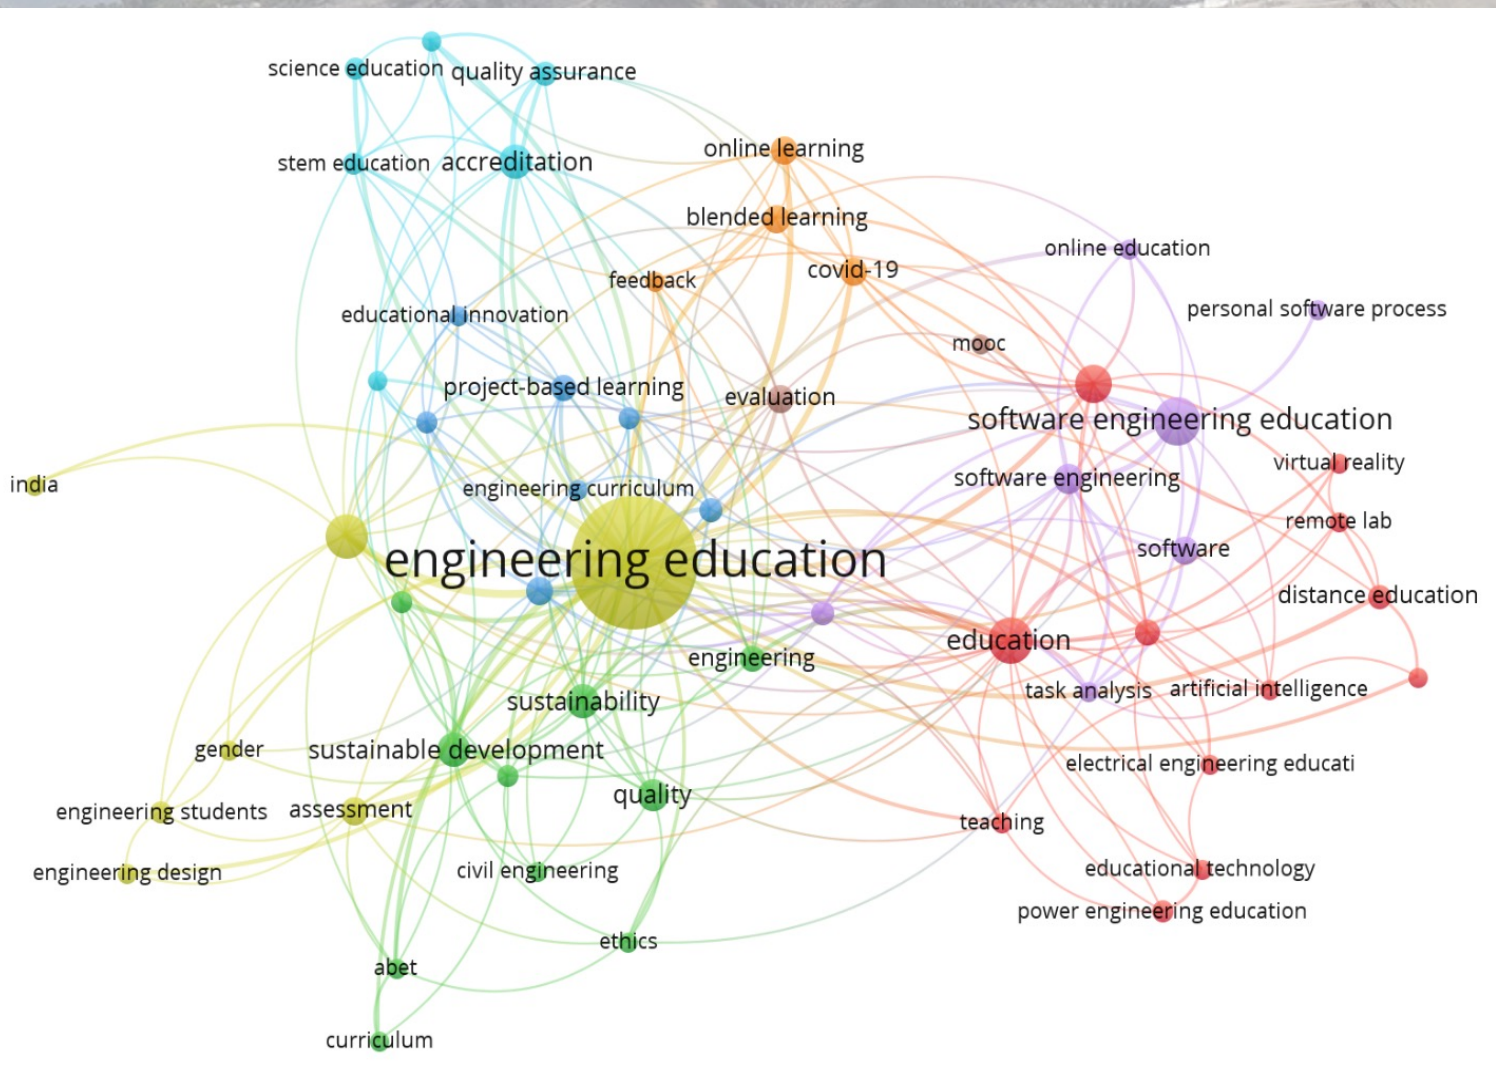 science education
quality assurance
stem education
accreditation
online learning
blended learning
online education
covid-19
feedback
personal software process
educational innovation
mooc
project-based learning
evaluation
software engineering education
virtual reality
software engineering
india
engineering curriculum
remote lab
software
engineering education
distance education
education
engineering
task analysis
artificial intelligence
sustainability
gender
sustainable development
electrical engineering educati
quality
engineering students
assessment
teaching
educational technology
civil engineering
engineering design
power engineering education
ethics
abet
curriculum